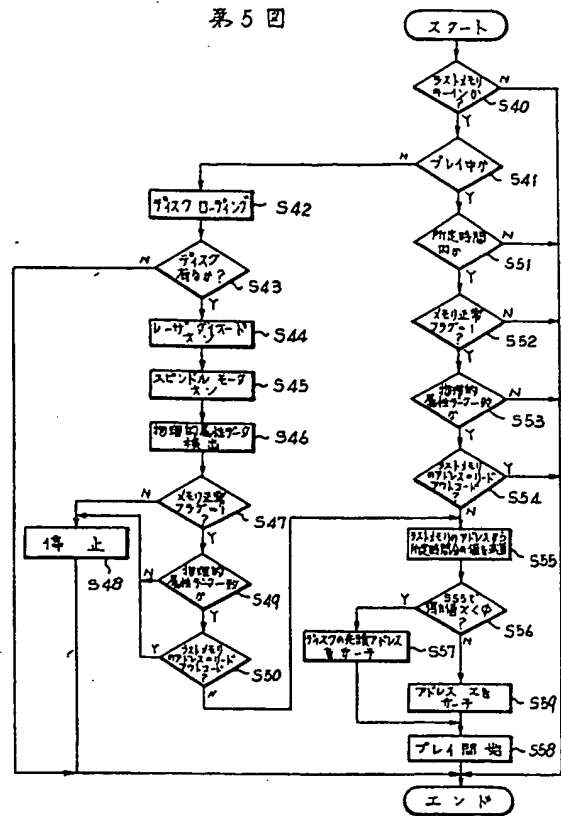 第5図
スタート
ラストメモリ
キーインか
?
N
S40
Y
プレイ中か
N
S41
Y
ディスクローディング
S42
ディスク
有るか?
N
S43
Y
レーザダイオード
オン
S44
スピンドルモータ
オン
S45
物理的属性データ
検出
S46
メモリ正常
フラグ=1
?
N
S47
Y
停止
S48
物理的
属性データ一致
か
N
S49
Y
ラストメモリ
のアドレス=リード
アウトコード
?
Y
S50
N
所定時間
内か
N
S51
Y
メモリ正常
フラグ=1
?
N
S52
Y
物理的
属性データ一致
か
N
S53
Y
ラストメモリ
のアドレス=リード
アウトコード
?
Y
S54
N
ラストメモリのアドレスから
所定時間分の値を減算
S55
S55で
?
Y
S56
N
ディスクの先頭アドレス
をサーチ
S57
アドレス
サーチ
S59
プレイ開始
S58
エンド